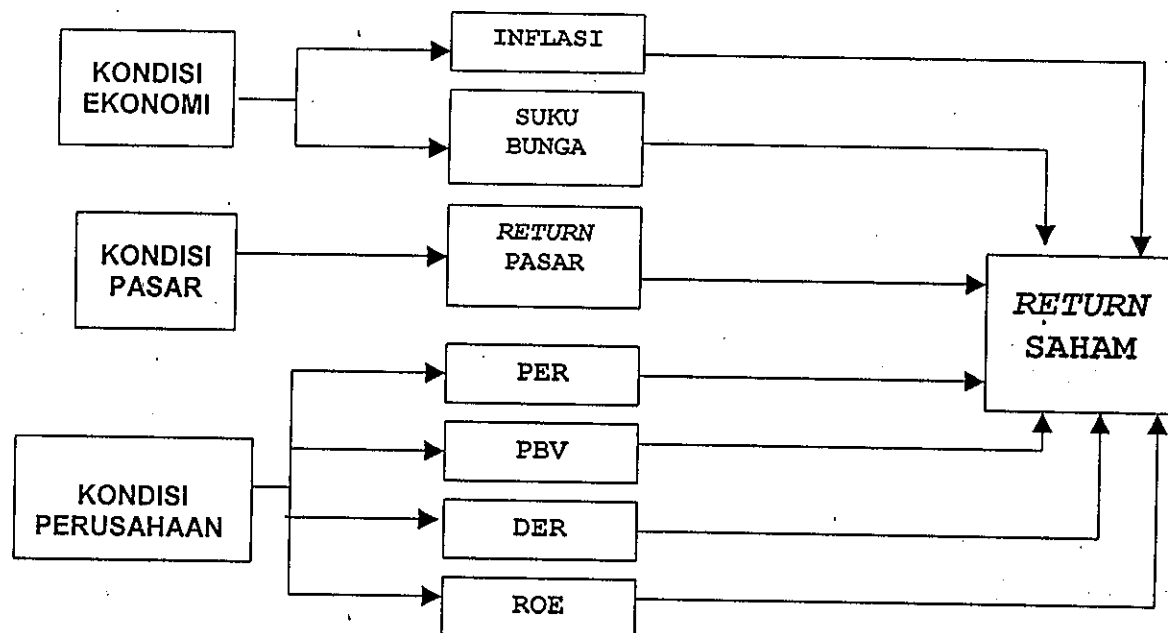 KONDISI
EKONOMI
INFLASI
SUKU
BUNGA
KONDISI
PASAR
RETURN
PASAR
RETURN
SAHAM
KONDISI
PERUSAHAAN
PER
PBV
DER
ROE